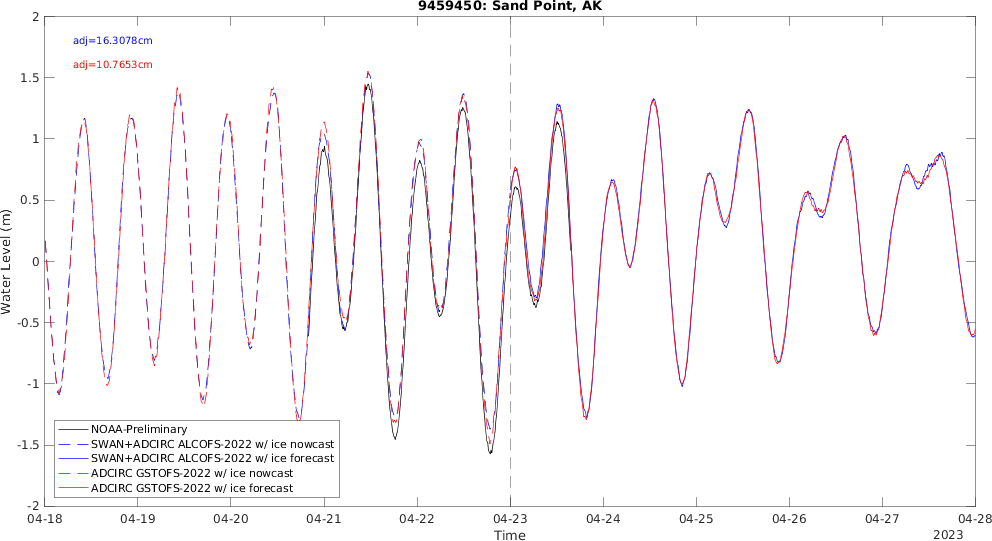 9459450: Sand Point, AK
adj=16.3078cm
adj=10.7653cm
Water Level (m)
2
1.5
1
0.5
0
-0.5
-1
-1.5
-2
NOAA-Preliminary
SWAN+ADCIRC ALCOFS-2022 w/ ice nowcast
SWAN+ADCIRC ALCOFS-2022 w/ ice forecast
ADCIRC GSTOFS-2022 w/ ice nowcast
ADCIRC GSTOFS-2022 w/ ice forecast
04-18 04-19 04-20 04-21 04-22 04-23 04-24 04-25 04-26 04-27 04-28
Time
2023